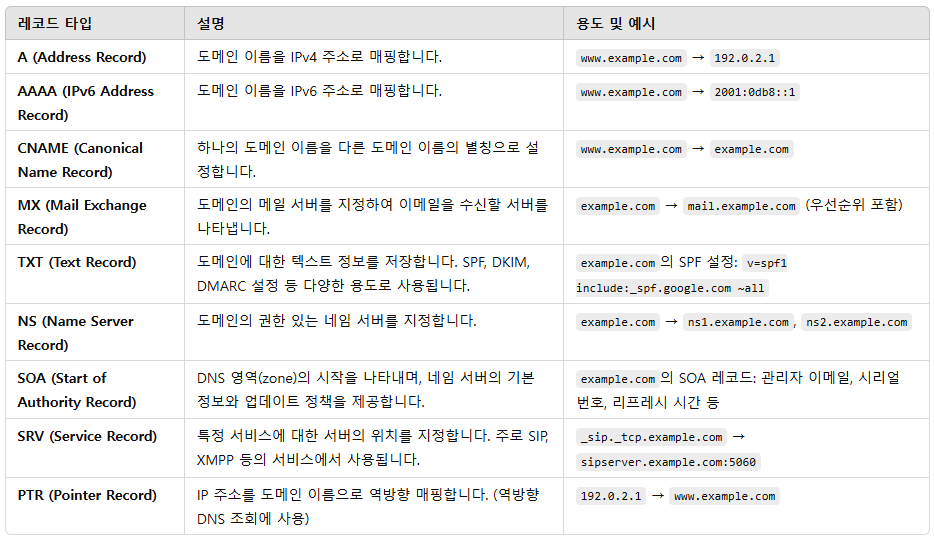 레코드 타입 설명 용도 및 예시
A (Address Record) 도메인 이름을 IPv4 주소로 매핑합니다. www.example.com → 192.0.2.1
AAAA (IPv6 Address 도메인 이름을 IPv6 주소로 매핑합니다. www.example.com → 2001:0db8::1
Record)
CNAME (Canonical 하나의 도메인 이름을 다른 도메인 이름의 별칭으로 설 www.example.com → example.com
Name Record) 정합니다.
MX (Mail Exchange 도메인의 메일 서버를 지정하여 이메일을 수신할 서버를 example.com → mail.example.com (우선순위 포함)
Record) 나타냅니다.
TXT (Text Record) 도메인에 대한 텍스트 정보를 저장합니다. SPF, DKIM, example.com 의 SPF 설정: v=spf1
DMARC 설정 등 다양한 용도로 사용됩니다. include:_spf.google.com ~all
NS (Name Server 도메인의 권한 있는 네임 서버를 지정합니다. example.com → ns1.example.com, ns2.example.com
Record)
SOA (Start of DNS 영역(zone)의 시작을 나타내며, 네임 서버의 기본 example.com 의 SOA 레코드: 관리자 이메일, 시리얼
Authority Record) 정보와 업데이트 정책을 제공합니다. 번호, 리프레시 시간 등
SRV (Service Record) 특정 서비스에 대한 서버의 위치를 지정합니다. 주로 SIP, _sip._tcp.example.com →
XMPP 등의 서비스에서 사용됩니다. sipserver.example.com:5060
PTR (Pointer Record) IP 주소를 도메인 이름으로 역방향 매핑합니다. (역방향 192.0.2.1 → www.example.com
DNS 조회에 사용)